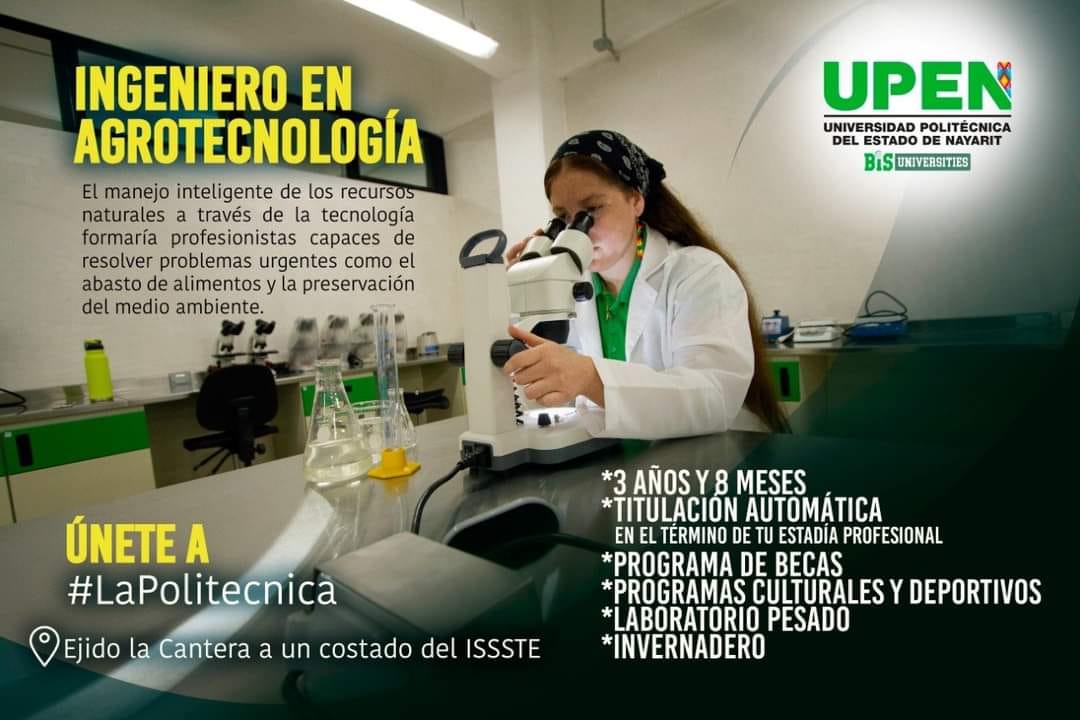 INGENIERO EN
AGROTECNOLOGÍA
El manejo inteligente de los recursos
naturales a través de la tecnología
formaría profesionistas capaces de
resolver problemas urgentes como el
abasto de alimentos y la preservación
del medio ambiente.
UPEN
UNIVERSIDAD POLITÉCNICA
DEL ESTADO DE NAYARIT
BIS UNIVERSITIES
ÚNETE A
#LaPolitecnica
Ejido la Cantera a un costado del ISSSTE
*3 AÑOS Y 8 MESES
*TITULACIÓN AUTOMÁTICA
EN EL TÉRMINO DE TU ESTADÍA PROFESIONAL
*PROGRAMA DE BECAS
*PROGRAMAS CULTURALES Y DEPORTIVOS
*LABORATORIO PESADO
*INVERNADERO